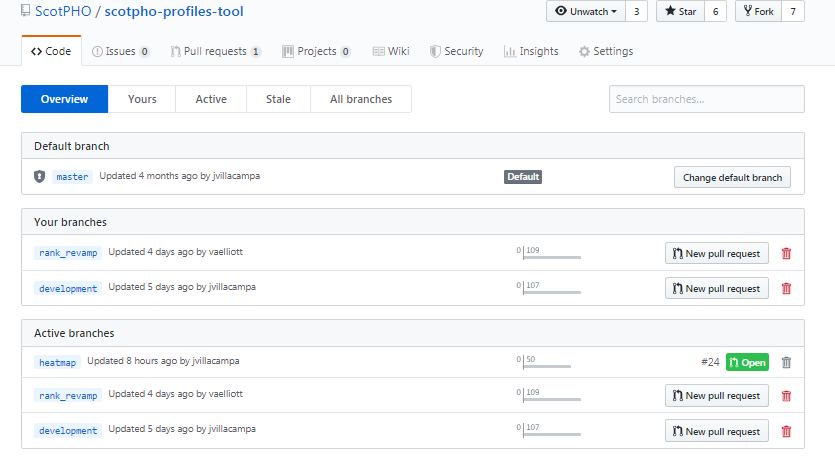 ScotPHO / scotpho-profiles-tool Unwatch 3 Star 6 Fork 7
Code Issues 0 Pull requests 1 Projects 0 Wiki Security Insights Settings
Overview Yours Active Stale All branches Search branches...
Default branch
master Updated 4 months ago by jvillacampa Default Change default branch
Your branches
rank_revamp Updated 4 days ago by vaelliott 0 109 New pull request
development Updated 5 days ago by jvillacampa 0 107 New pull request
Active branches
heatmap Updated 8 hours ago by jvillacampa 0 50 #24 Open
rank_revamp Updated 4 days ago by vaelliott 0 109 New pull request
development Updated 5 days ago by jvillacampa 0 107 New pull request